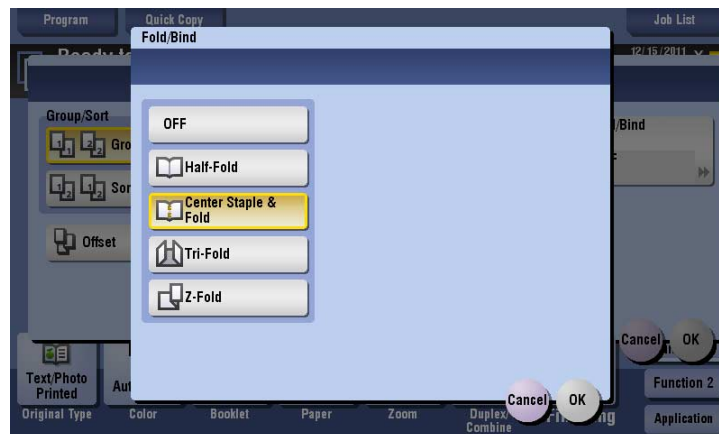 Program
Quick Copy
Job List
Fold/Bind
12/15/2011
Group/Sort
OFF
Half-Fold
Center Staple &
Fold
Offset
Tri-Fold
Z-Fold
Cancel
OK
Text/Photo
Printed
Cancel
OK
Function 2
Original Type
Color
Booklet
Paper
Zoom
Duplex/
Combine
Application